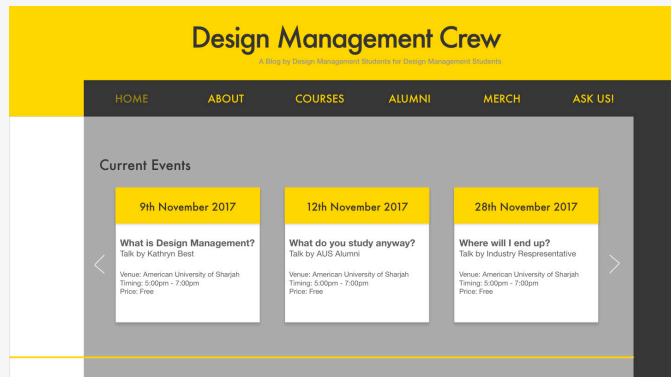 Design Management Crew
A Blog by Design Management Students for Design Management Students
HOME ABOUT COURSES ALUMNI MERCH ASK US!
Current Events
9th November 2017
What is Design Management?
Talk by Kathryn Best
Venue: American University of Sharjah
Timing: 5:00pm - 7:00pm
Price: Free
12th November 2017
What do you study anyway?
Talk by AUS Alumni
Venue: American University of Sharjah
Timing: 5:00pm - 7:00pm
Price: Free
28th November 2017
Where will I end up?
Talk by Industry Respresentative
Venue: American University of Sharjah
Timing: 5:00pm - 7:00pm
Price: Free